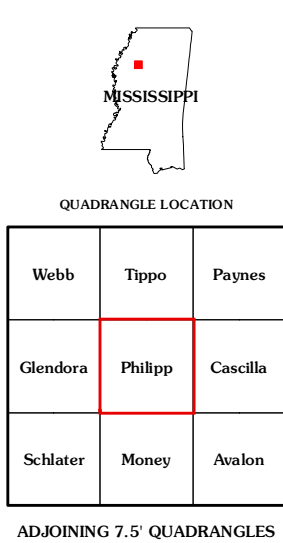 MISSISSIPPI
QUADRANGLE LOCATION
Webb Tippo Paynes
Glendora Philipp Cascilla
Schlater Money Avalon
ADJOINING 7.5' QUADRANGLES